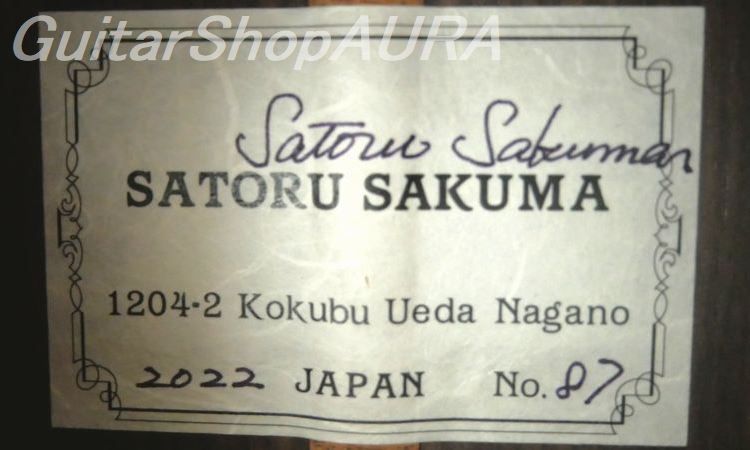 GuitarShopAURA
Satoru Sakuma
SATORU SAKUMA
1204-2 Kokubu Ueda Nagano
2022 JAPAN No. 87